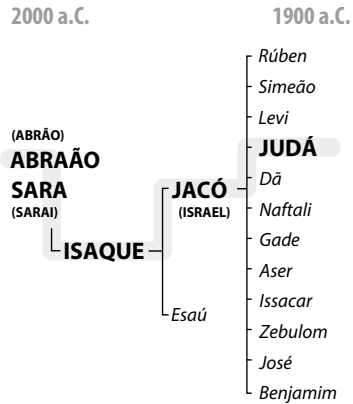 2000 a.C.
1900 a.C.
(ABRÃO)
ABRAÃO
SARA
(SARAI)
ISAQUE
JACÓ
(ISRAEL)
Esaú
Rúben
Simeão
Levi
JUDÁ
Dã
Naftali
Gade
Aser
Issacar
Zebulom
José
Benjamim